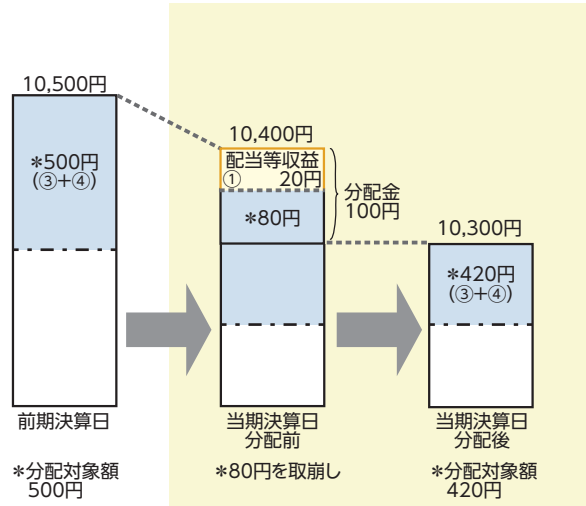 10,500円
*500円
(③+④)
前期決算日
*分配対象額
500円
10,400円
配当等収益
① 20円
*80円
分配金
100円
当期決算日
分配前
*80円を取崩し
10,300円
*420円
(③+④)
当期決算日
分配後
*分配対象額
420円